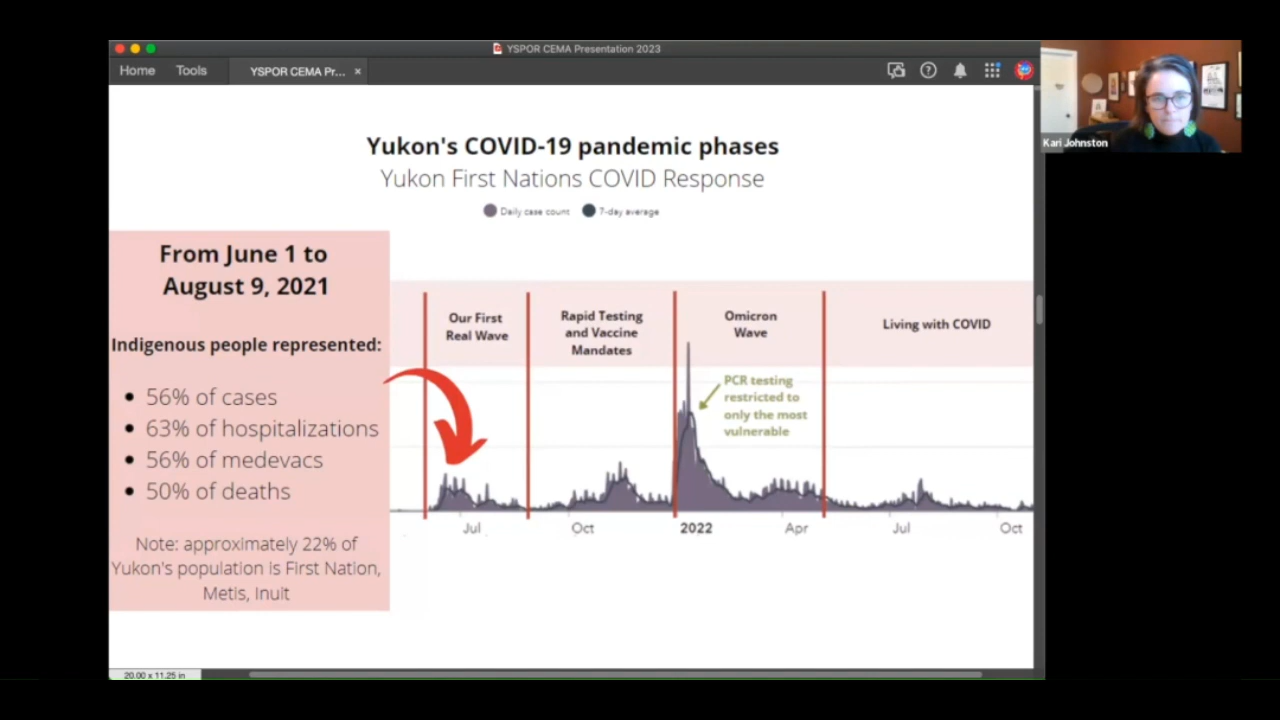 YSPOR CEMA Presentation 2023
Home Tools YSPOR CEMA Pr... ×
Kari Johnston
Yukon's COVID-19 pandemic phases
Yukon First Nations COVID Response
Daily case count 7-day average
From June 1 to
August 9, 2021
Indigenous people represented:
• 56% of cases
• 63% of hospitalizations
• 56% of medevacs
• 50% of deaths
Note: approximately 22% of
Yukon's population is First Nation,
Metis, Inuit
Our First
Real Wave
Rapid Testing
and Vaccine
Mandates
Omicron
Wave
Living with COVID
PCR testing
restricted to
only the most
vulnerable
Jul Oct 2022 Apr Jul Oct
20.00 x 11.25 in